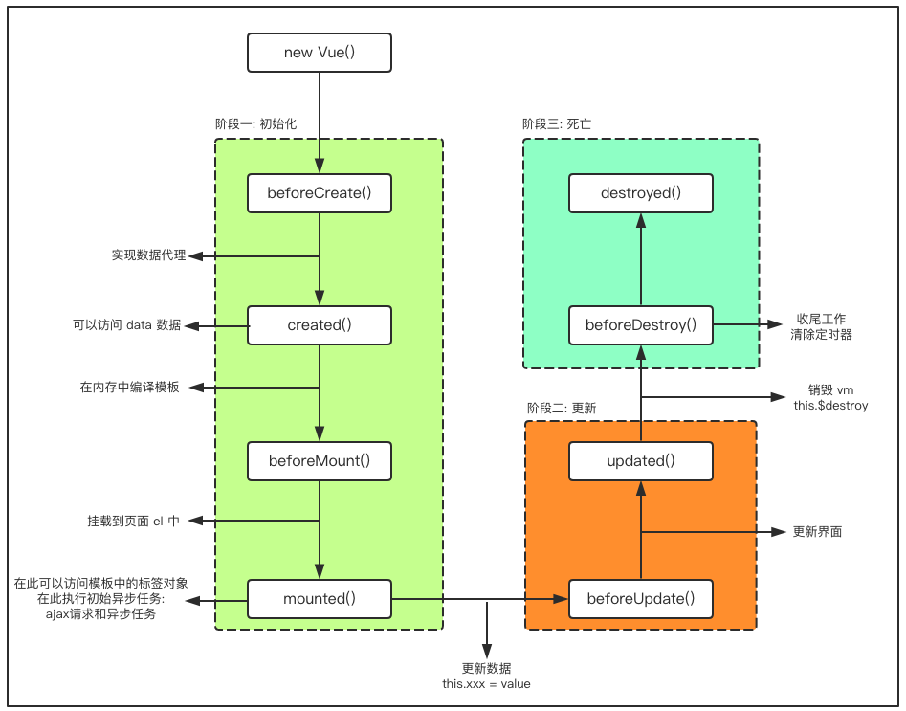 new Vue()
阶段一: 初始化
beforeCreate()
实现数据代理
created()
可以访问 data 数据
在内存中编译模板
beforeMount()
挂载到页面 el 中
在此可以访问模板中的标签对象
在此执行初始异步任务:
ajax请求和异步任务
mounted()
更新数据
this.xxx = value
阶段三: 死亡
destroyed()
beforeDestroy()
收尾工作
清除定时器
销毁 vm
this.$destroy
阶段二: 更新
updated()
更新界面
beforeUpdate()